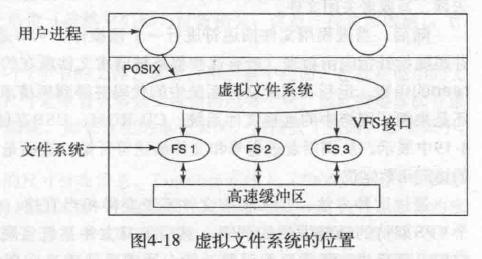 用户进程
POSIX
虚拟文件系统
VFS接口
文件系统
FS 1
FS 2
FS 3
高速缓冲区
图4-18 虚拟文件系统的位置